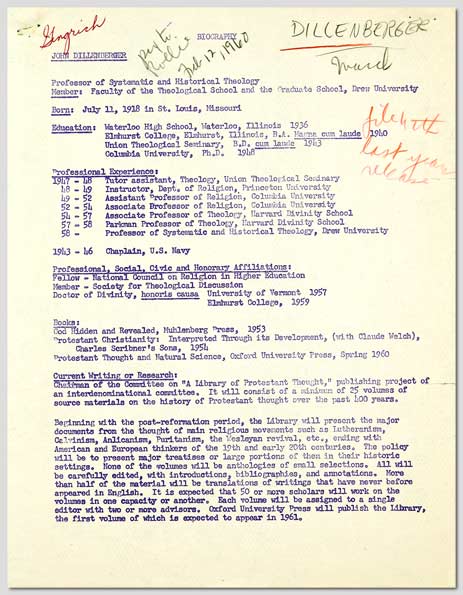 Gingrich
BIOGRAPHY
DILLENBERGER
JOHN DILLENBERGER
Feb 12, 1960
Professor of Systematic and Historical Theology
Member: Faculty of the Theological School and the Graduate School, Drew University
Born: July 11, 1918 in St. Louis, Missouri
file with
last year
release
Education: Waterloo High School, Waterloo, Illinois 1936
Elmhurst College, Elmhurst, Illinois, B.A. Magna cum laude 1940
Union Theological Seminary, B.D. cum laude 1943
Columbia University, Ph.D. 1948
Professional Experience:
1947 - 48 Tutor assistant, Theology, Union Theological Seminary
48 - 49 Instructor, Dept. of Religion, Princeton University
49 - 52 Assistant Professor of Religion, Columbia University
52 - 54 Associate Professor of Religion, Columbia University
54 - 57 Associate Professor of Theology, Harvard Divinity School
57 - 58 Parkman Professor of Theology, Harvard Divinity School
58 - Professor of Systematic and Historical Theology, Drew University
1943 - 46 Chaplain, U.S. Navy
Professional, Social, Civic and Honorary Affiliations:
Fellow - National Council on Religion in Higher Education
Member - Society for Theological Discussion
Doctor of Divinity, honoris causa University of Vermont 1957
Elmhurst College, 1959
Books:
God Hidden and Revealed, Muhlenberg Press, 1953
Protestant Christianity: Interpreted Through its Development, (with Claude Welch),
Charles Scribner's Sons, 1954
Protestant Thought and Natural Science, Oxford University Press, Spring 1960
Current Writing or Research:
Chairman of the Committee on "A Library of Protestant Thought," publishing project of
an interdenominational committee. It will consist of a minimum of 25 volumes of
source materials on the history of Protestant thought over the past 400 years.
Beginning with the post-reformation period, the Library will present the major
documents from the thought of main religious movements such as Lutheranism,
Calvinism, Anlicanism, Puritanism, the Wesleyan revival, etc., ending with
American and European thinkers of the 19th and early 20th centuries. The policy
will be to present major treatises or large portions of them in their historic
settings. None of the volumes will be anthologies of small selections. All will
be carefully edited, with introductions, bibliographies, and annotations. More
than half of the material will be translations of writings that have never before
appeared in English. It is expected that 50 or more scholars will work on the
volumes in one capacity or another. Each volume will be assigned to a single
editor with two or more advisors. Oxford University Press will publish the Library,
the first volume of which is expected to appear in 1961.